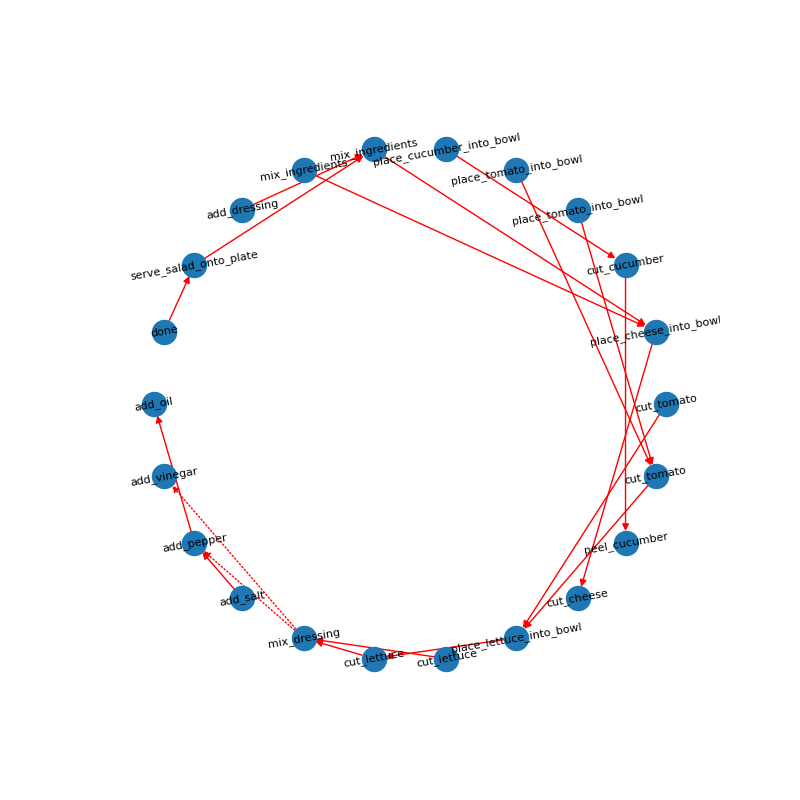 mix_ingredients
place_cucumber_into_bowl
mix_ingredients
place_tomato_into_bowl
add_dressing
place_tomato_into_bowl
serve_salad_onto_plate
cut_cucumber
done
place_cheese_into_bowl
add_oil
cut_tomato
add_vinegar
cut_tomato
add_pepper
peel_cucumber
add_salt
cut_cheese
mix_dressing
place_lettuce_into_bowl
cut_lettuce
cut_lettuce